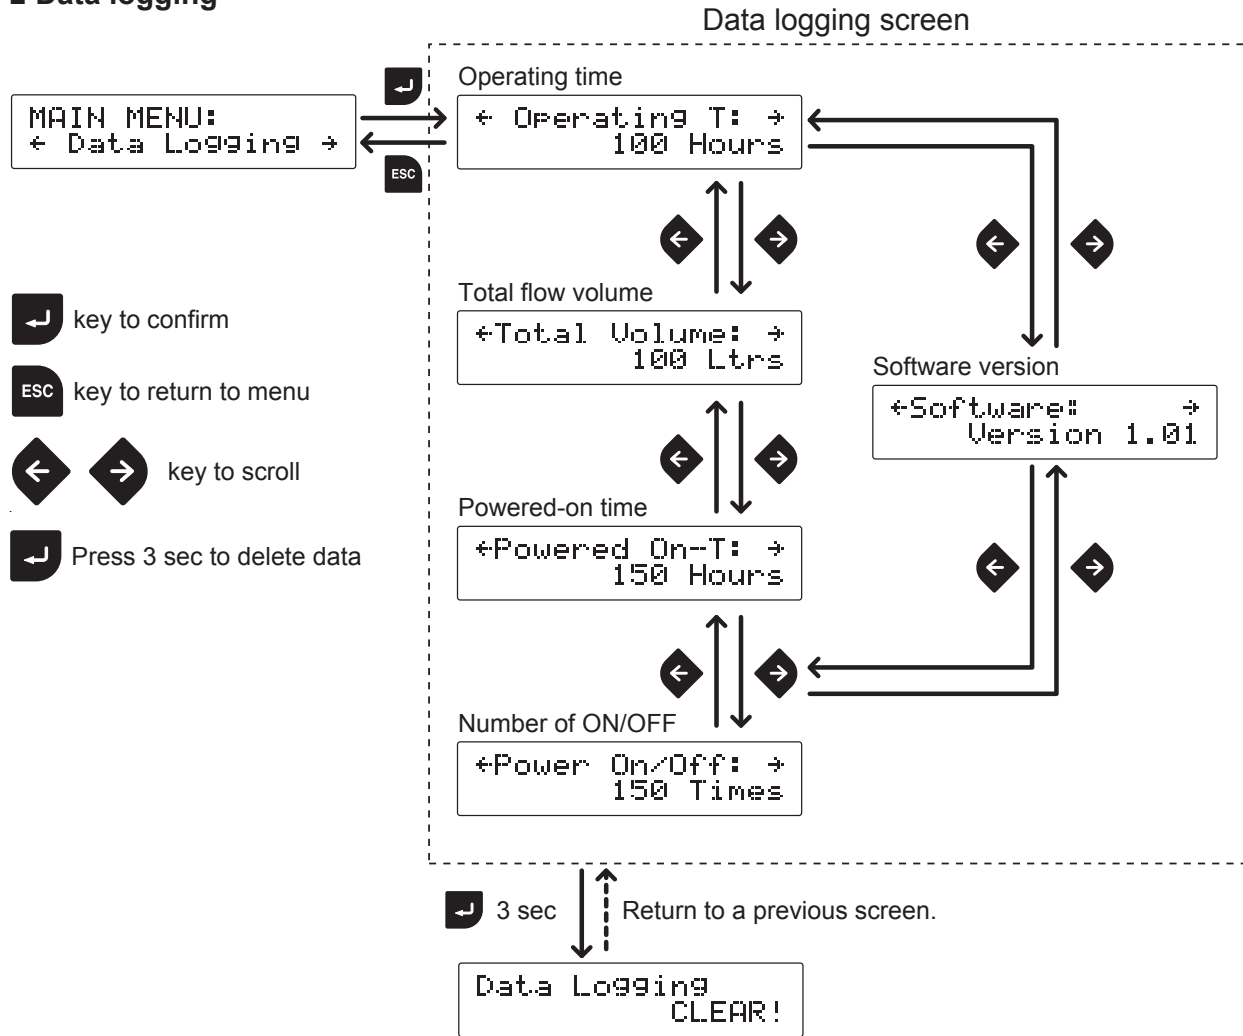 2 Data logging
Data logging screen
Operating time
MAIN MENU:
← Data Logging →
ESC
← Operating T: →
100 Hours
Total flow volume
←Total Volume: →
100 Ltrs
key to confirm
ESC key to return to menu
key to scroll
Press 3 sec to delete data
Software version
←Software: →
Version 1.01
Powered-on time
←Powered On-T: →
150 Hours
Number of ON/OFF
←Power On/Off: →
150 Times
3 sec
Return to a previous screen.
Data Logging
CLEAR!